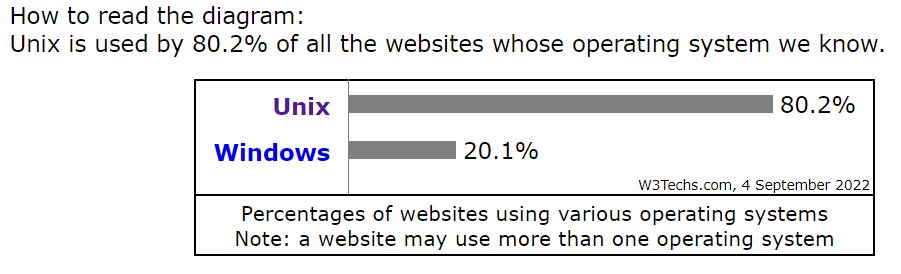 How to read the diagram:
Unix is used by 80.2% of all the websites whose operating system we know.
Unix 80.2%
Windows 20.1%
W3Techs.com, 4 September 2022
Percentages of websites using various operating systems
Note: a website may use more than one operating system